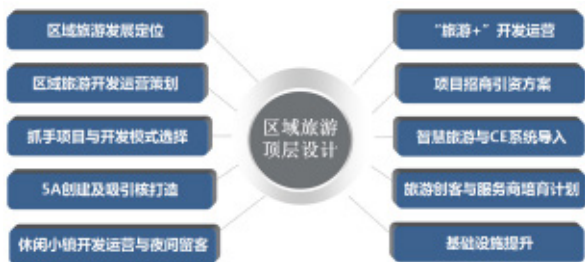 区域旅游发展定位
区域旅游开发运营策划
抓手项目与开发模式选择
5A创建及吸引核打造
休闲小镇开发运营与夜间留客
区域旅游
顶层设计
“旅游+”开发运营
项目招商引资方案
智慧旅游与CE系统导入
旅游创客与服务商培育计划
基础设施提升